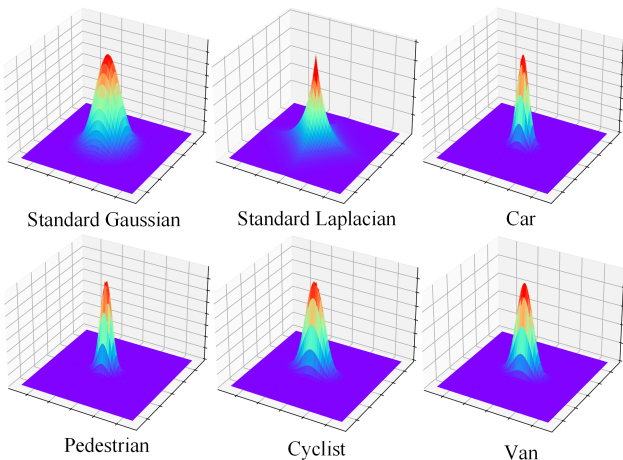 Standard Gaussian
Standard Laplacian
Car
Pedestrian
Cyclist
Van